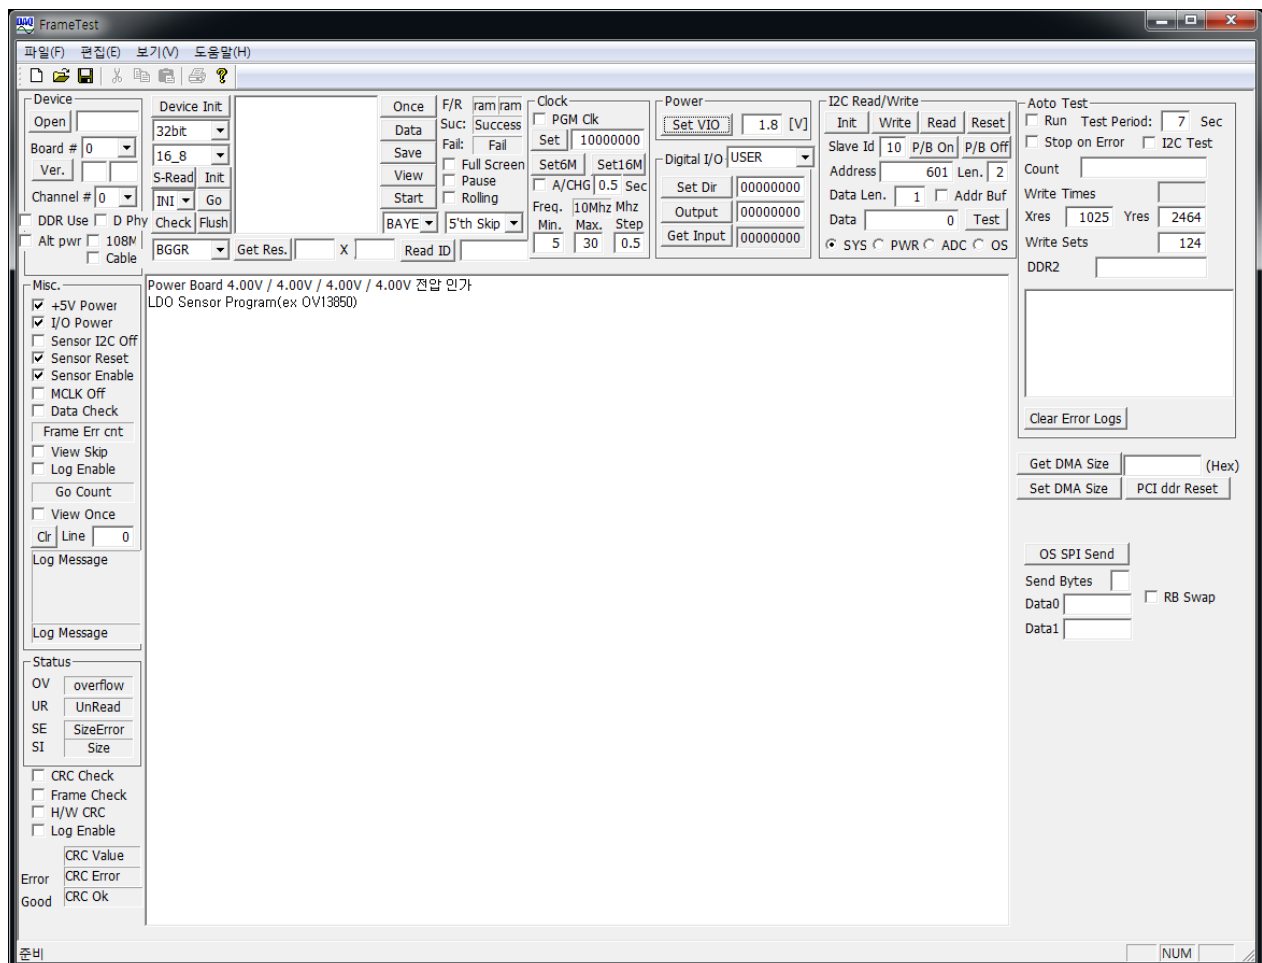 DAQ FrameTest
파일(F) 편집(E) 보기(V) 도움말(H)
Device
Open
Board # 0
Ver.
Channel # 0
DDR Use D Phy
Alt pwr 108M
Cable
Device Init
32bit
16_8
S-Read Init
INI Go
Check Flush
BGGR Get Res. X Read ID
Once
Data
Save
View
Start
BAYE 5'th Skip
F/R ram ram
Suc: Success
Fail: Fail
Full Screen
Pause
Rolling
Clock
PGM Clk
Set 10000000
Set6M Set16M
A/CHG 0.5 Sec
Freq. 10Mhz Mhz
Min. Max. Step
5 30 0.5
Power
Set VIO 1.8 [V]
Digital I/O USER
Set Dir 00000000
Output 00000000
Get Input 00000000
I2C Read/Write
Init Write Read Reset
Slave Id 10 P/B On P/B Off
Address 601 Len. 2
Data Len. 1 Addr Buf
Data 0 Test
SYS PWR ADC OS
Aoto Test
Run Test Period: 7 Sec
Stop on Error I2C Test
Count
Write Times
Xres 1025 Yres 2464
Write Sets 124
DDR2
Clear Error Logs
Get DMA Size (Hex)
Set DMA Size PCI ddr Reset
OS SPI Send
Send Bytes
Data0 RB Swap
Data1
Misc.
+5V Power
I/O Power
Sensor I2C Off
Sensor Reset
Sensor Enable
MCLK Off
Data Check
Frame Err cnt
View Skip
Log Enable
Go Count
View Once
Clr Line 0
Log Message
Log Message
Power Board 4.00V / 4.00V / 4.00V / 4.00V 전압 인가
LDO Sensor Program(ex OV13850)
Status
OV overflow
UR UnRead
SE SizeError
SI Size
CRC Check
Frame Check
H/W CRC
Log Enable
CRC Value
Error CRC Error
Good CRC Ok
준비 NUM